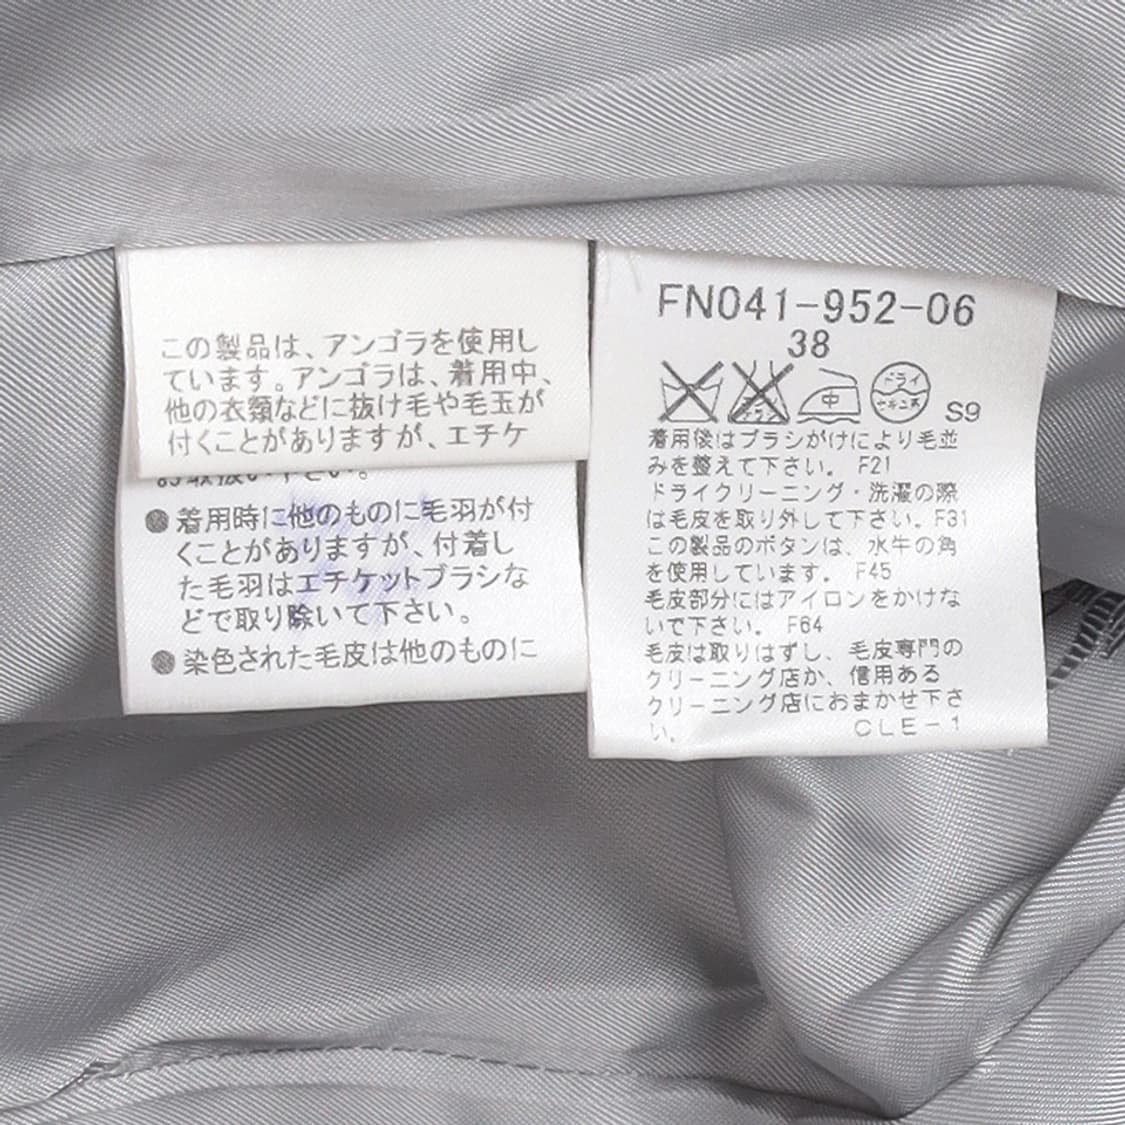 この製品は、アンゴラを使用し
ています。アンゴラは、着用中、
他の衣類などに抜け毛や毛玉が
付くことがありますが、エチケ
お取扱い下さい。
●着用時に他のものに毛羽が付
くことがありますが、付着し
た毛羽はエチケットブラシな
どで取り除いて下さい。
●染色された毛皮は他のものに
FN041-952-06
38
中
ドライ
セキユ系
S9
着用後はブラシがけにより毛並
みを整えて下さい。 F21
ドライクリーニング・洗濯の際
は毛皮を取り外して下さい。F31
この製品のボタンは、水牛の角
を使用しています。 F45
毛皮部分にはアイロンをかけな
いで下さい。 F64
毛皮は取りはずし、毛皮専門の
クリーニング店か、信用ある
クリーニング店におまかせ下さ
い。 CLE-1